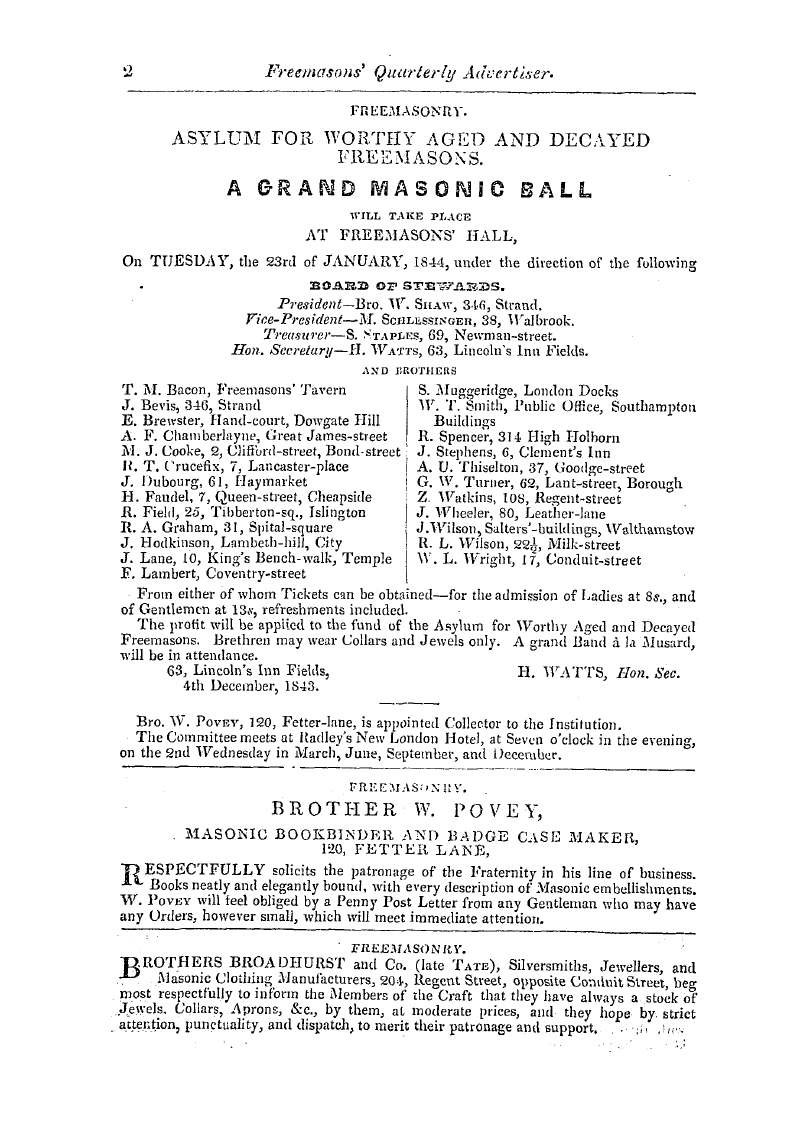 2 Freemasons' Quarterly Advertiser.
FREEMASONRY.
ASYLUM FOR WORTHY AGED AND DECAYED
FREEMASONS.
A GRAND MASONIC BALL
WILL TAKE PLACE
AT FREEMASONS' HALL,
On TUESDAY, the 23rd of JANUARY, 1844, under the direction of the following
BOARD OF STEWARDS.
President—Bro. W. SHAW, 346, Strand.
Vice-President—M. SCHLESSINGER, 38, Walbrook.
Treasurer—S. STAPLES, 69, Newman-street.
Hon. Secretary—H. WATTS, 63, Lincoln's Inn Fields.
AND BROTHERS
T. M. Bacon, Freemasons' Tavern
J. Bevis, 346, Strand
E. Brewster, Hand-court, Dowgate Hill
A. F. Chamberlayne, Great James-street
M. J. Cooke, 2, Clifford-street, Bond-street
R. T. Crucefix, 7, Lancaster-place
J. Dubourg, 61, Haymarket
H. Faudel, 7, Queen-street, Cheapside
R. Field, 25, Tibberton-sq., Islington
R. A. Graham, 31, Spital-square
J. Hodkinson, Lambeth-hill, City
J. Lane, 10, King's Bench-walk, Temple
F. Lambert, Coventry-street
S. Muggeridge, London Docks
W. T. Smith, Public Office, Southampton
Buildings
R. Spencer, 314 High Holborn
J. Stephens, 6, Clement's Inn
A. U. Thiselton, 37, Goodge-street
G. W. Turner, 62, Lant-street, Borough
Z. Watkins, 108, Regent-street
J. Wheeler, 80, Leather-lane
J. Wilson, Salters'-buildings, Walthamstow
R. L. Wilson, 22½, Milk-street
W. L. Wright, 17, Conduit-street
From either of whom Tickets can be obtained—for the admission of Ladies at 8s., and
of Gentlemen at 13s, refreshments included.
The profit will be applied to the fund of the Asylum for Worthy Aged and Decayed
Freemasons. Brethren may wear Collars and Jewels only. A grand Band à la Musard,
will be in attendance.
63, Lincoln's Inn Fields, H. WATTS, Hon. Sec.
4th December, 1843.
Bro. W. POVEY, 120, Fetter-lane, is appointed Collector to the Institution.
The Committee meets at Radley's New London Hotel, at Seven o'clock in the evening,
on the 2nd Wednesday in March, June, September, and December.
FREEMASONRY.
BROTHER W. POVEY,
MASONIC BOOKBINDER AND BADGE CASE MAKER,
120, FETTER LANE,
RESPECTFULLY solicits the patronage of the Fraternity in his line of business.
Books neatly and elegantly bound, with every description of Masonic embellishments.
W. POVEY will feel obliged by a Penny Post Letter from any Gentleman who may have
any Orders, however small, which will meet immediate attention.
FREEMASONRY.
BROTHERS BROADHURST and Co. (late TATE), Silversmiths, Jewellers, and
Masonic Clothing Manufacturers, 204, Regent Street, opposite Conduit Street, beg
most respectfully to inform the Members of the Craft that they have always a stock of
Jewels, Collars, Aprons, &c., by them, at moderate prices, and they hope by strict
attention, punctuality, and dispatch, to merit their patronage and support.